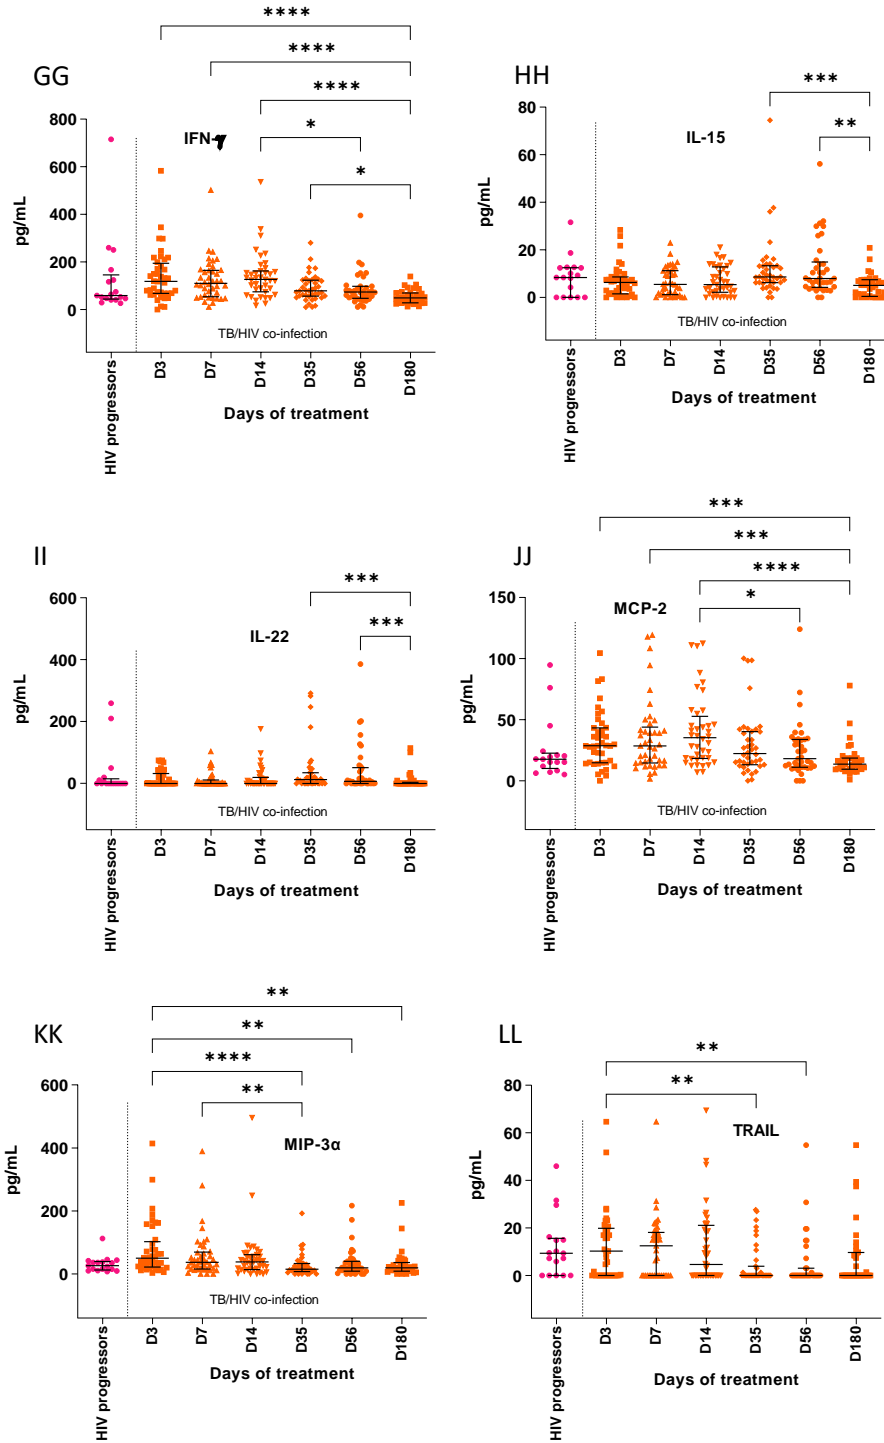 GG
****
****
****
*
*
IFN-γ
pg/mL
800
600
400
200
0
TB/HIV co-infection
HIV progressors
D3
D7
D14
D35
D56
D180
Days of treatment
HH
***
**
IL-15
pg/mL
80
60
40
20
0
TB/HIV co-infection
HIV progressors
D3
D7
D14
D35
D56
D180
Days of treatment
II
***
***
IL-22
pg/mL
600
400
200
0
TB/HIV co-infection
HIV progressors
D3
D7
D14
D35
D56
D180
Days of treatment
JJ
***
***
****
*
MCP-2
pg/mL
150
100
50
0
TB/HIV co-infection
HIV progressors
D3
D7
D14
D35
D56
D180
Days of treatment
KK
**
**
****
**
MIP-3α
pg/mL
600
400
200
0
TB/HIV co-infection
HIV progressors
D3
D7
D14
D35
D56
D180
Days of treatment
LL
**
**
TRAIL
pg/mL
80
60
40
20
0
HIV progressors
D3
D7
D14
D35
D56
D180
Days of treatment